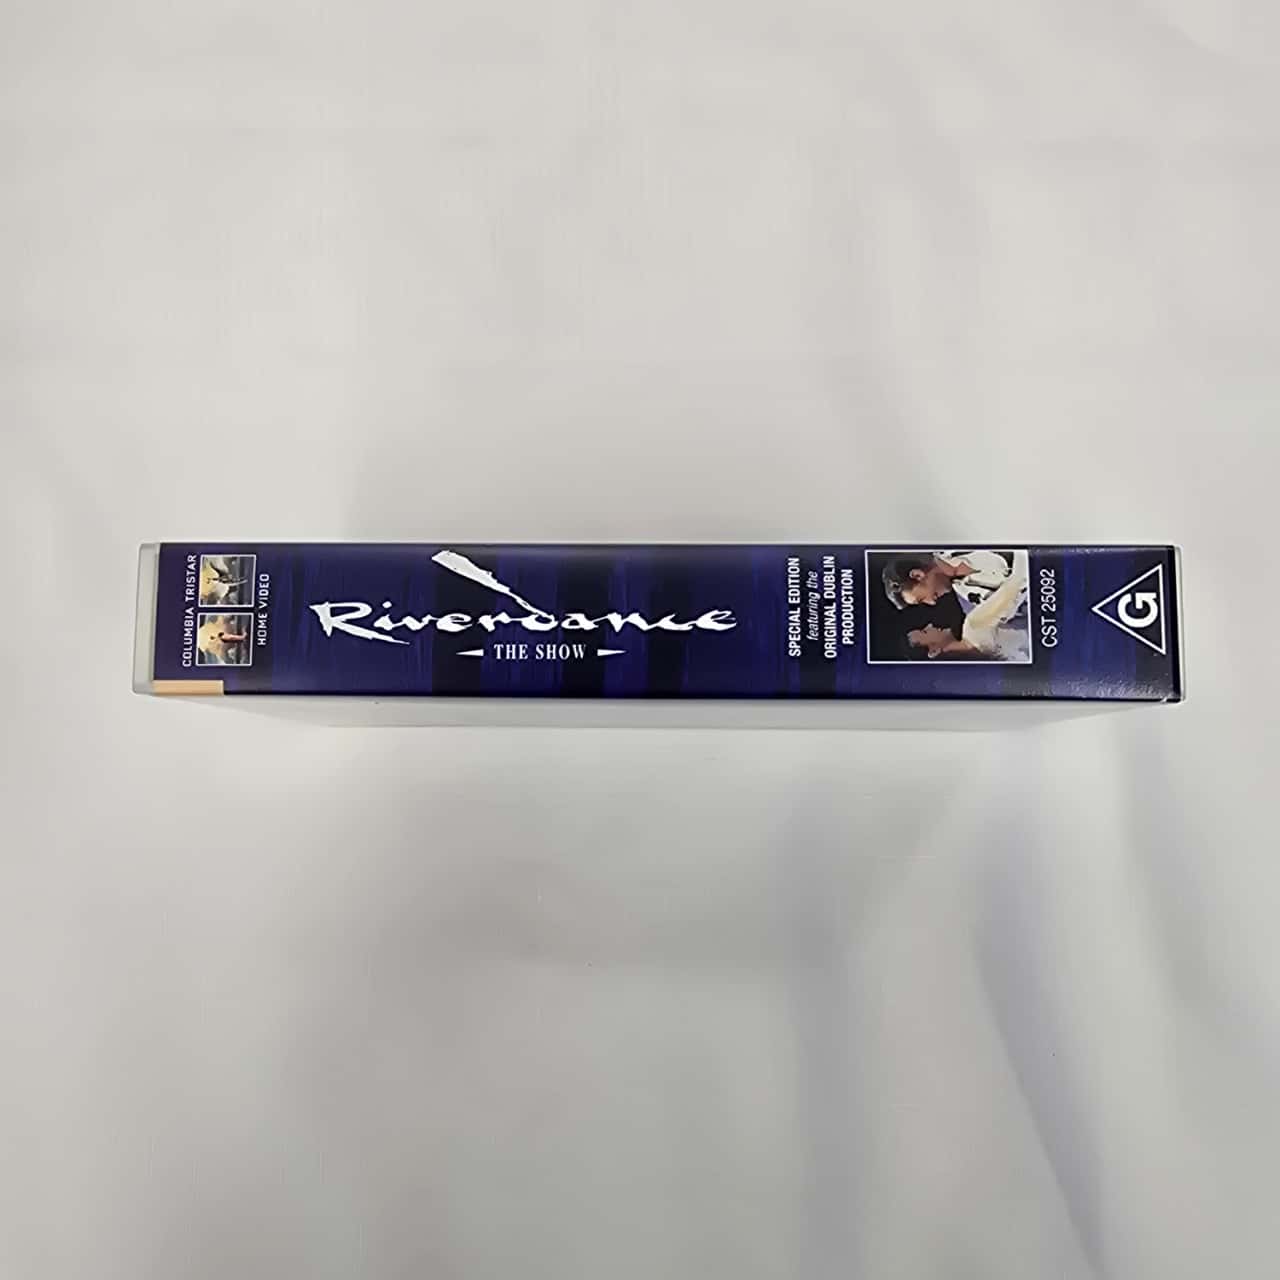 COLUMBIA TRISTAR
HOME VIDEO
Riverdance
THE SHOW
SPECIAL EDITION
featuring the
ORIGINAL DUBLIN
PRODUCTION
CST 25092
G